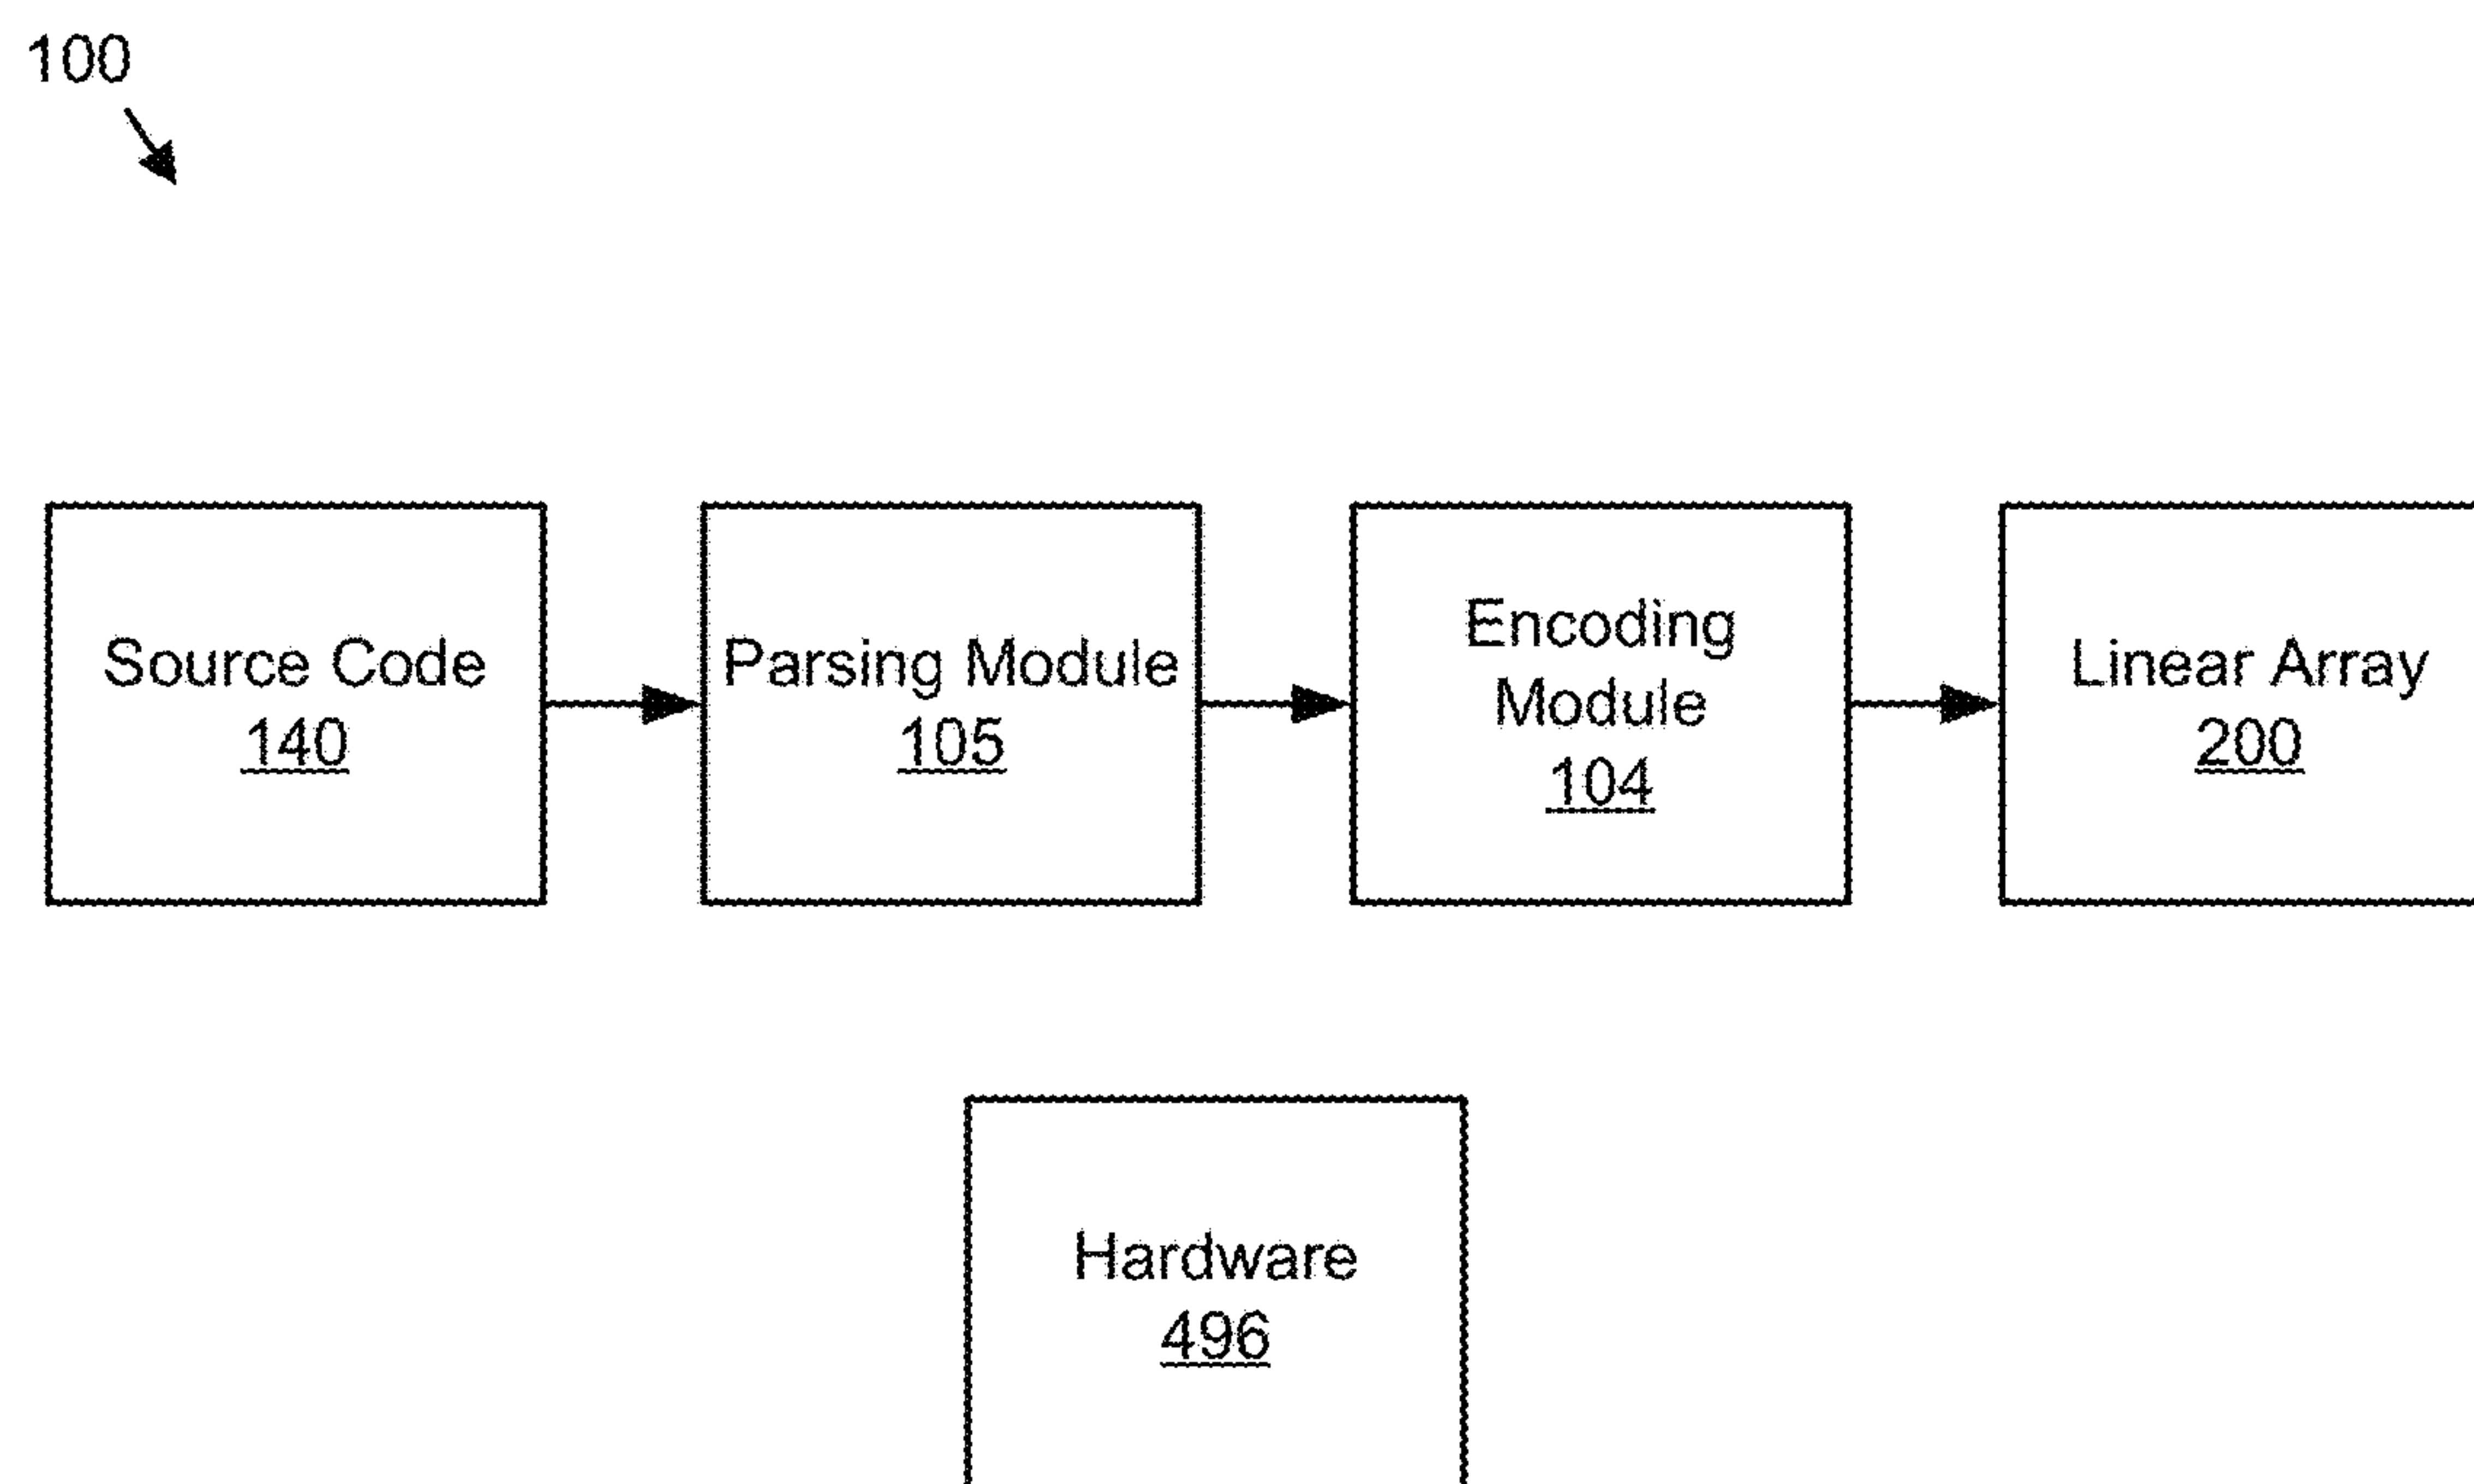 100
Source Code
140
Parsing Module
105
Encoding
Module
104
Linear Array
200
Hardware
496